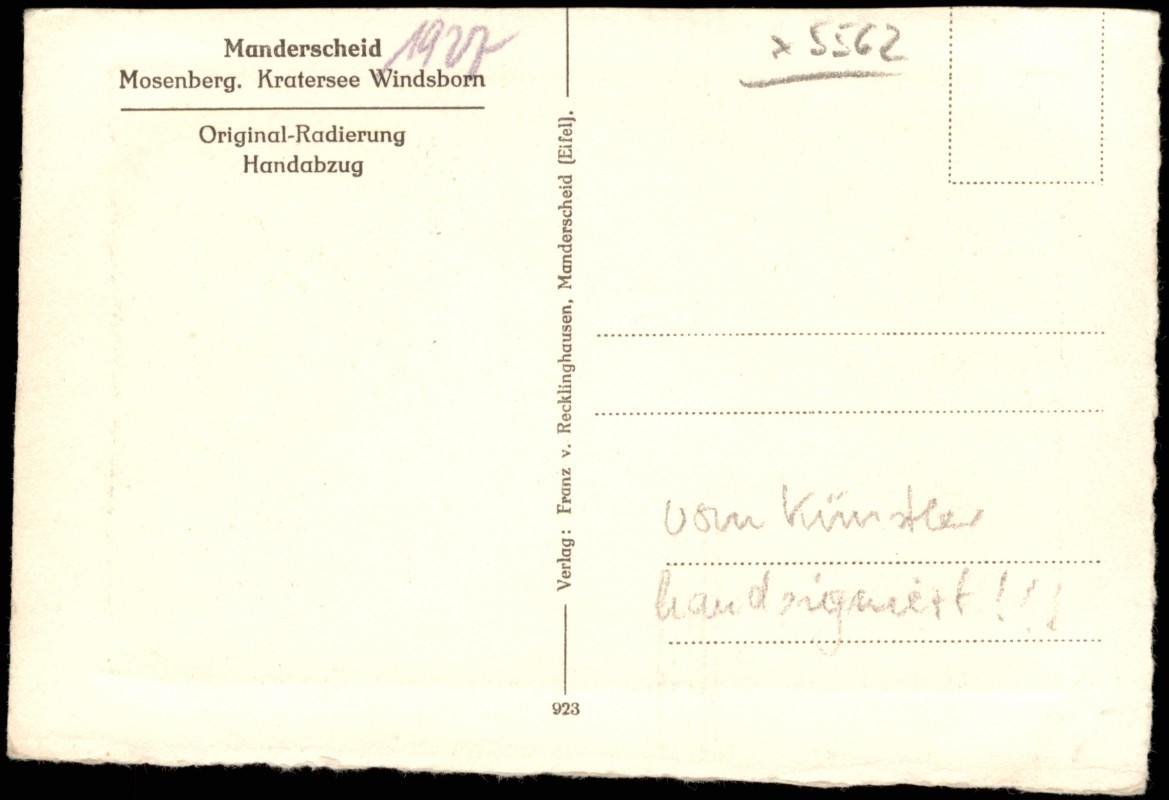 Manderscheid
Mosenberg. Kratersee Windsborn
Original-Radierung
Handabzug
1927
x 5562
Verlag: Franz v. Recklinghausen, Manderscheid (Eifel).
923
vom Künstler
handsigniert!!!